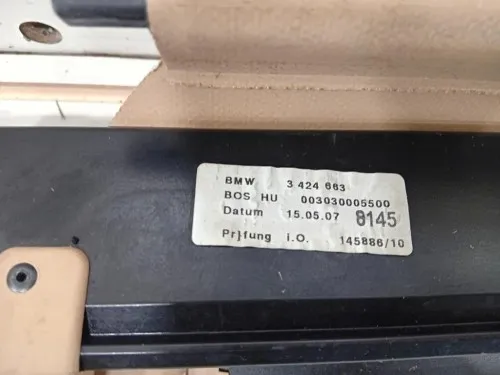 BMW 3 424 663
BOS HU 003030005500
Datum 15.05.07 8145
Prüfung i.O. 145886/10